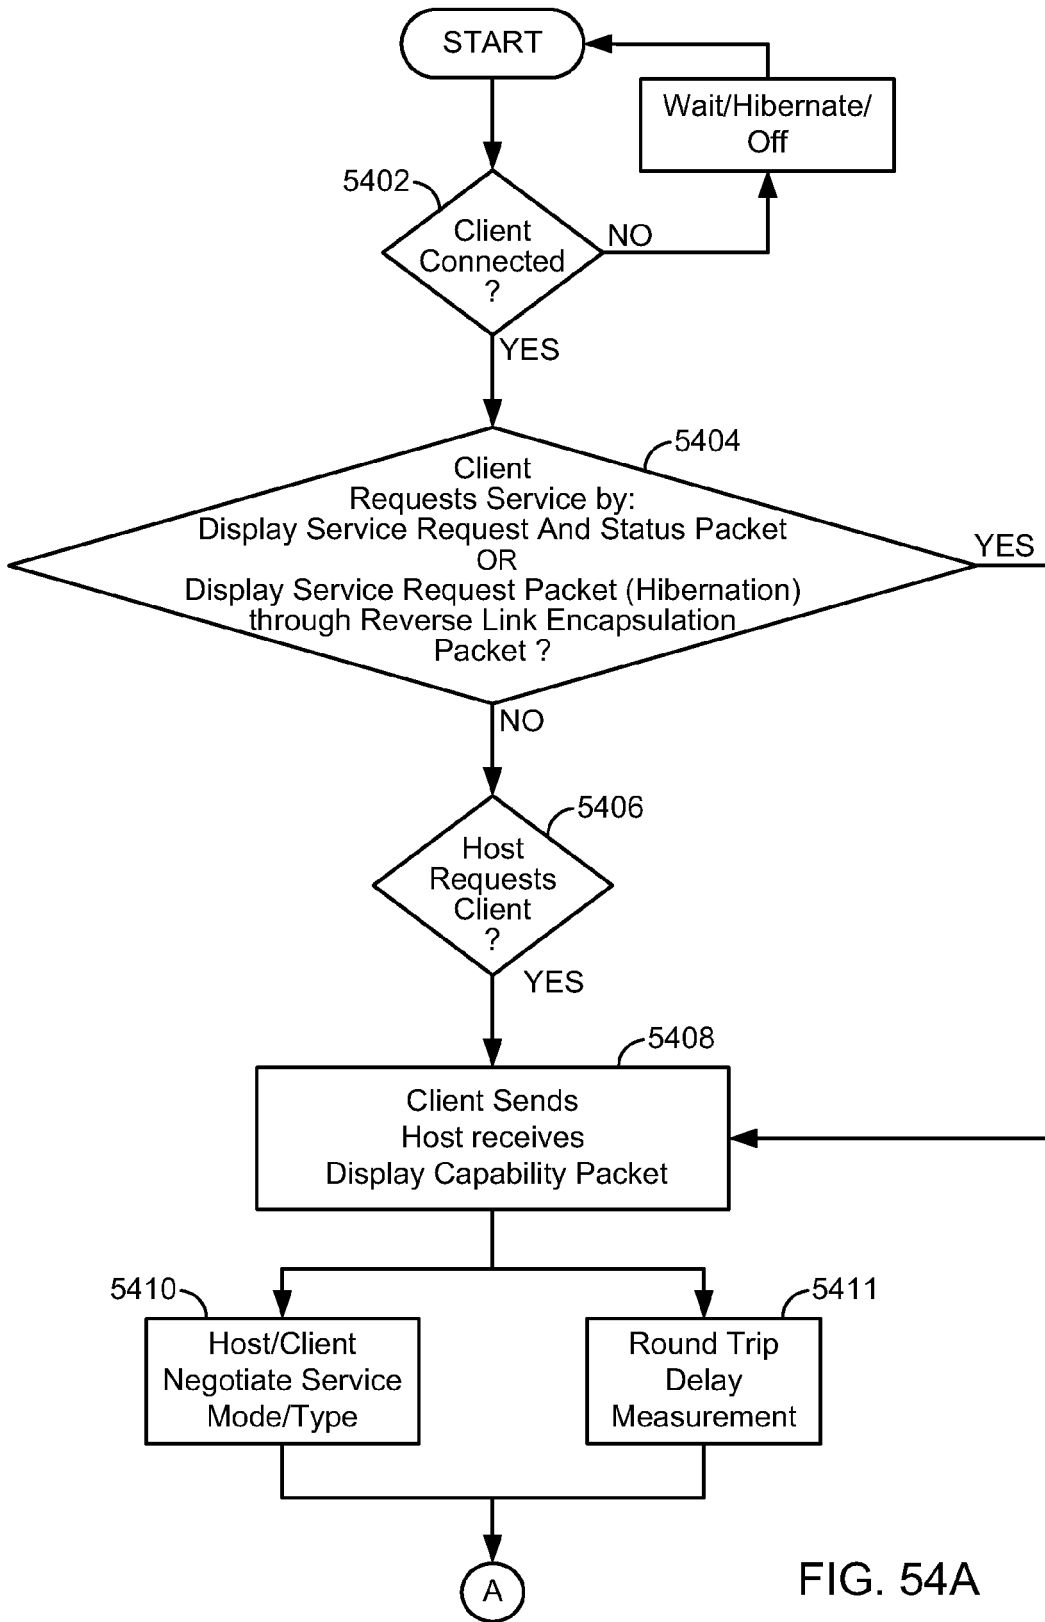 START
Wait/Hibernate/
Off
5402
Client
Connected
?
NO
YES
5404
Client
Requests Service by:
Display Service Request And Status Packet
OR
Display Service Request Packet (Hibernation)
through Reverse Link Encapsulation
Packet ?
YES
NO
5406
Host
Requests
Client
?
YES
5408
Client Sends
Host receives
Display Capability Packet
5410
Host/Client
Negotiate Service
Mode/Type
5411
Round Trip
Delay
Measurement
A
FIG. 54A